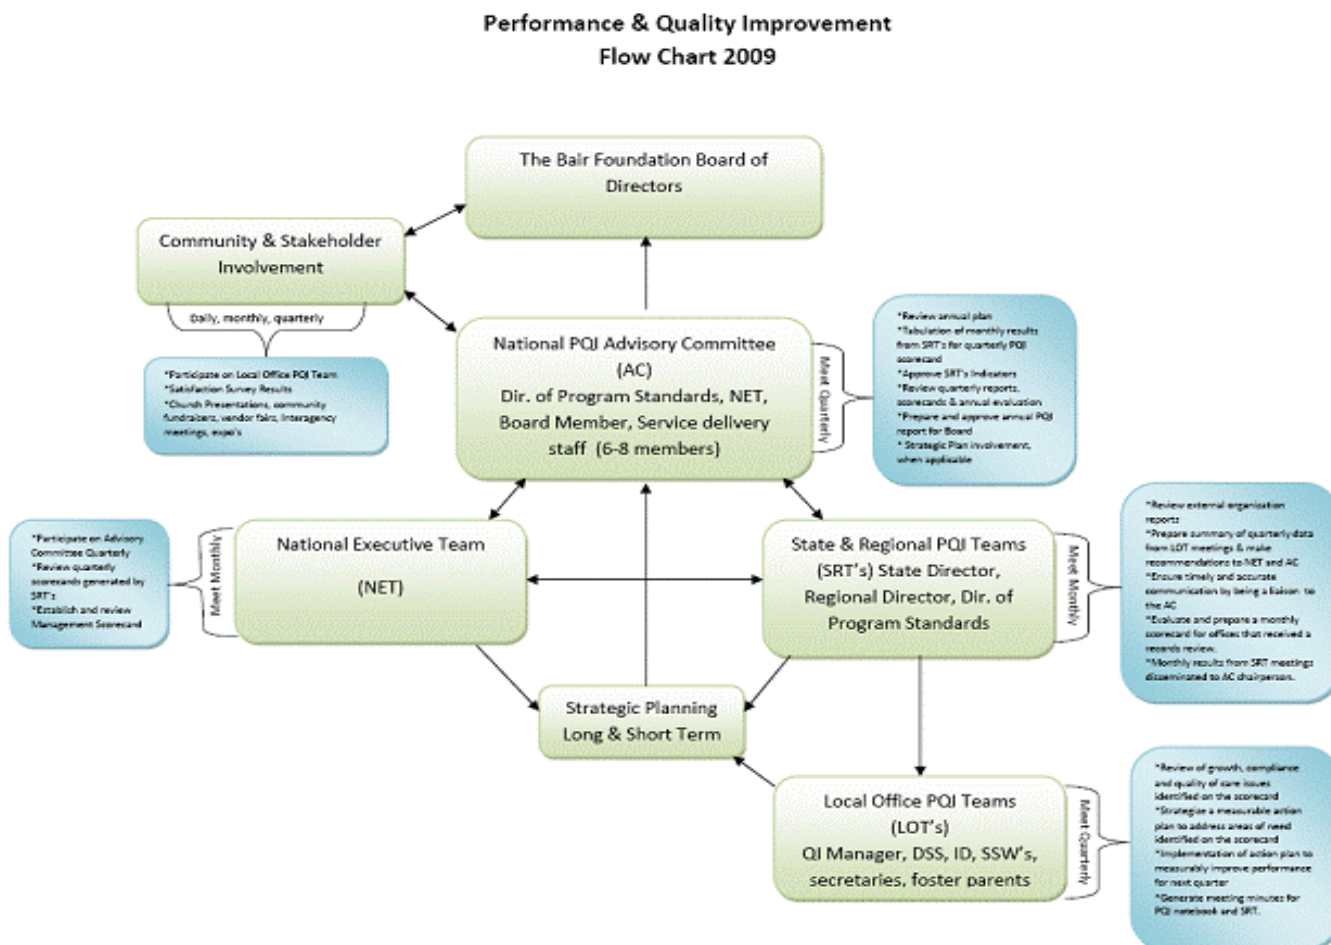 Performance & Quality Improvement
Flow Chart 2009
The Bair Foundation Board of
Directors
Community & Stakeholder
Involvement
Daily, monthly, quarterly
*Participate on Local Office PQI Team
*Satisfaction Survey Results
*Church Presentations, community
fundraizers, vendor fairs, Interagency
meetings, expo's
National PQI Advisory Committee
(AC)
Dir. of Program Standards, NET,
Board Member, Service delivery
staff (6-8 members)
Meet Quarterly
*Review annual plan
*Tabulation of monthly results
from SRT's for quarterly PQI
scorecard
*Approve SRT's Indicators
*Review quarterly reports,
scorecards & annual evaluation
*Prepare and approve annual PQI
report for Board
* Strategic Plan involvement,
when applicable
*Participate on Advisory
Committee Quarterly
*Review quarterly
scorecards generated by
SRT's
*Establish and review
Management Scorecard
Meet Monthly
National Executive Team
(NET)
State & Regional PQI Teams
(SRT's) State Director,
Regional Director, Dir. of
Program Standards
Meet Monthly
*Review external organization
reports
*Prepare summary of quarterly data
from LOT meetings & make
recommendations to NET and AC
*Ensure timely and accurate
communication by being a liaison to
the AC
*Evaluate and prepare a monthly
scorecard for offices that received a
records review.
*Monthly results from SRT meetings
disseminated to AC chairperson.
Strategic Planning
Long & Short Term
Local Office PQI Teams
(LOT's)
QI Manager, DSS, ID, SSW's,
secretaries, foster parents
Meet Quarterly
*Review of growth, compliance
and quality of care issues
identified on the scorecard
*Strategize a measurable action
plan to address areas of need
identified on the scorecard
*Implementation of action plan to
measurably improve performance
for next quarter
*Generate meeting minutes for
PQI notebook and SRT.